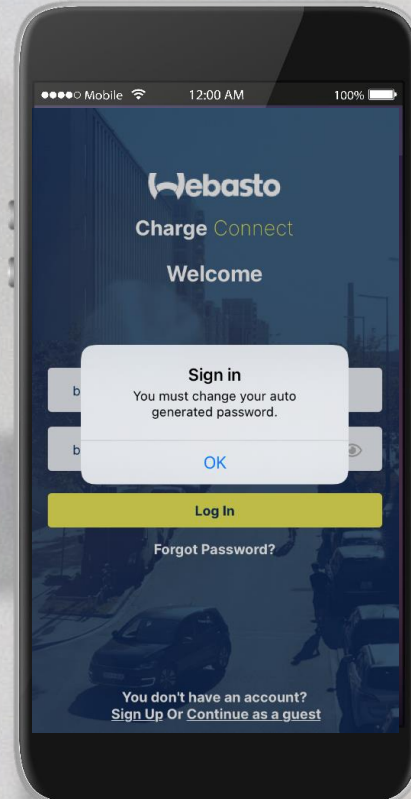 Mobile 12:00 AM 100%
Webasto
Charge Connect
Welcome
Sign in
You must change your auto
generated password.
b
b
OK
Log In
Forgot Password?
You don't have an account?
Sign Up Or Continue as a guest